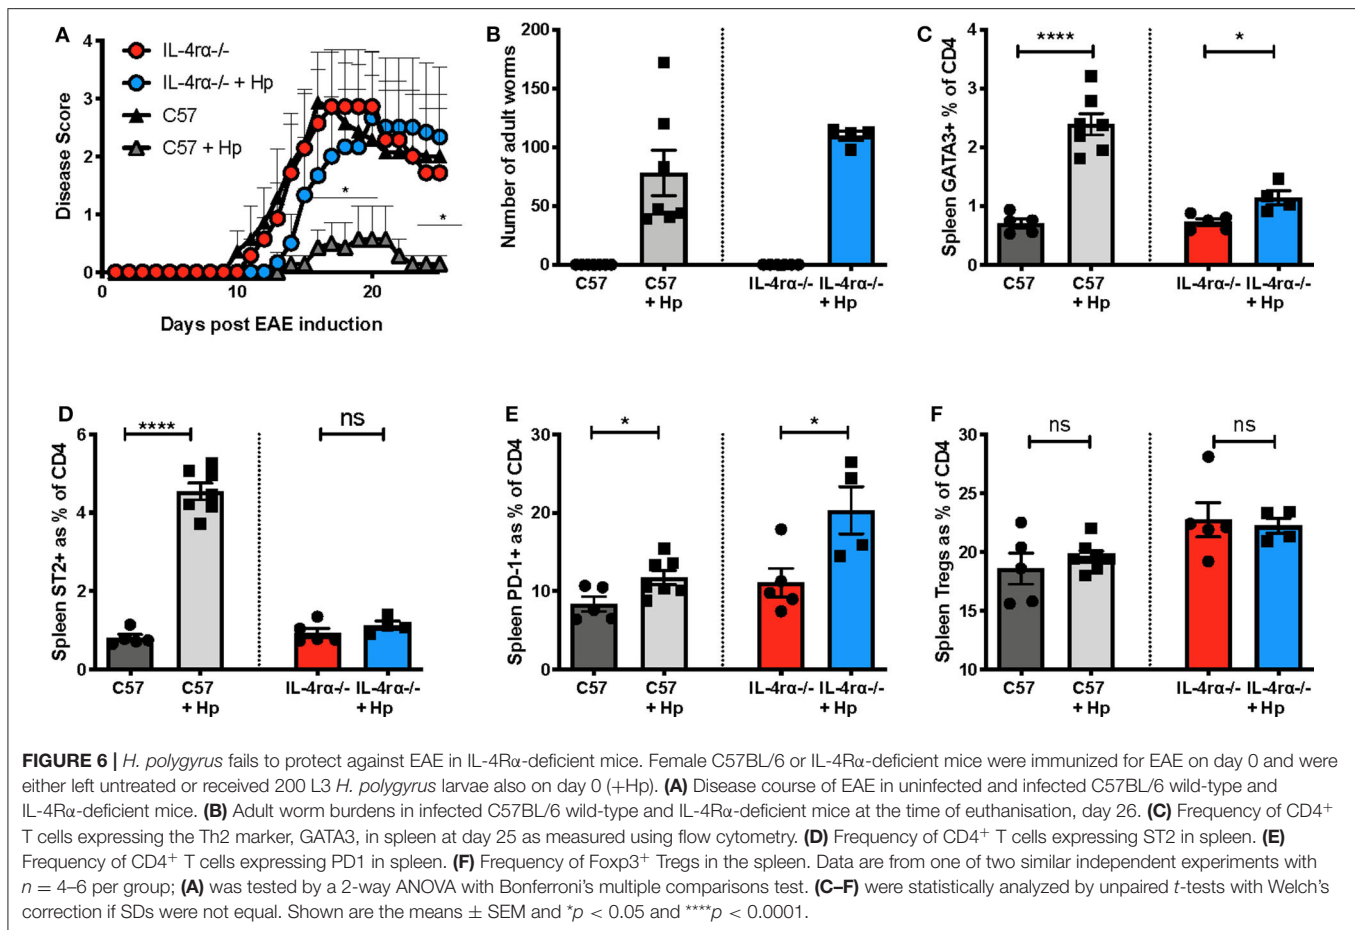 A
IL-4rα-/-
IL-4rα-/- + Hp
C57
C57 + Hp
Disease Score
4
3
2
1
0
*
*
0
10
20
Days post EAE induction
B
Number of adult worms
200
150
100
50
0
C57
C57
+ Hp
IL-4rα-/-
IL-4rα-/-
+ Hp
C
Spleen GATA3+ % of CD4
4
3
2
1
0
****
*
C57
C57
+ Hp
IL-4rα-/-
IL-4rα-/-
+ Hp
D
Spleen ST2+ as % of CD4
6
4
2
0
****
ns
C57
C57
+ Hp
IL-4rα-/-
IL-4rα-/-
+ Hp
E
Spleen PD-1+ as % of CD4
30
20
10
0
*
*
C57
C57
+ Hp
IL-4rα-/-
IL-4rα-/-
+ Hp
F
Spleen Tregs as % of CD4
30
25
20
15
10
ns
ns
C57
C57
+ Hp
IL-4rα-/-
IL-4rα-/-
+ Hp
FIGURE 6 | H. polygyrus fails to protect against EAE in IL-4Rα-deficient mice. Female C57BL/6 or IL-4Rα-deficient mice were immunized for EAE on day 0 and were
either left untreated or received 200 L3 H. polygyrus larvae also on day 0 (+Hp). (A) Disease course of EAE in uninfected and infected C57BL/6 wild-type and
IL-4Rα-deficient mice. (B) Adult worm burdens in infected C57BL/6 wild-type and IL-4Rα-deficient mice at the time of euthanisation, day 26. (C) Frequency of CD4⁺
T cells expressing the Th2 marker, GATA3, in spleen at day 25 as measured using flow cytometry. (D) Frequency of CD4⁺ T cells expressing ST2 in spleen. (E)
Frequency of CD4⁺ T cells expressing PD1 in spleen. (F) Frequency of Foxp3⁺ Tregs in the spleen. Data are from one of two similar independent experiments with
n = 4–6 per group; (A) was tested by a 2-way ANOVA with Bonferroni's multiple comparisons test. (C–F) were statistically analyzed by unpaired t-tests with Welch's
correction if SDs were not equal. Shown are the means ± SEM and *p < 0.05 and ****p < 0.0001.